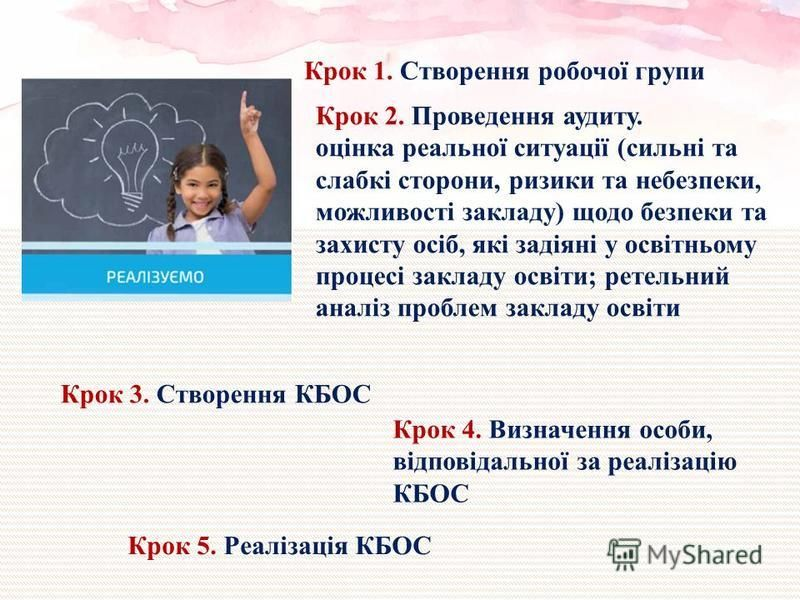 Крок 1. Створення робочої групи
Крок 2. Проведення аудиту.
оцінка реальної ситуації (сильні та
слабкі сторони, ризики та небезпеки,
можливості закладу) щодо безпеки та
захисту осіб, які задіяні у освітньому
процесі закладу освіти; ретельний
аналіз проблем закладу освіти
РЕАЛІЗУЄМО
Крок 3. Створення КБОС
Крок 4. Визначення особи,
відповідальної за реалізацію
КБОС
Крок 5. Реалізація КБОС
MyShared